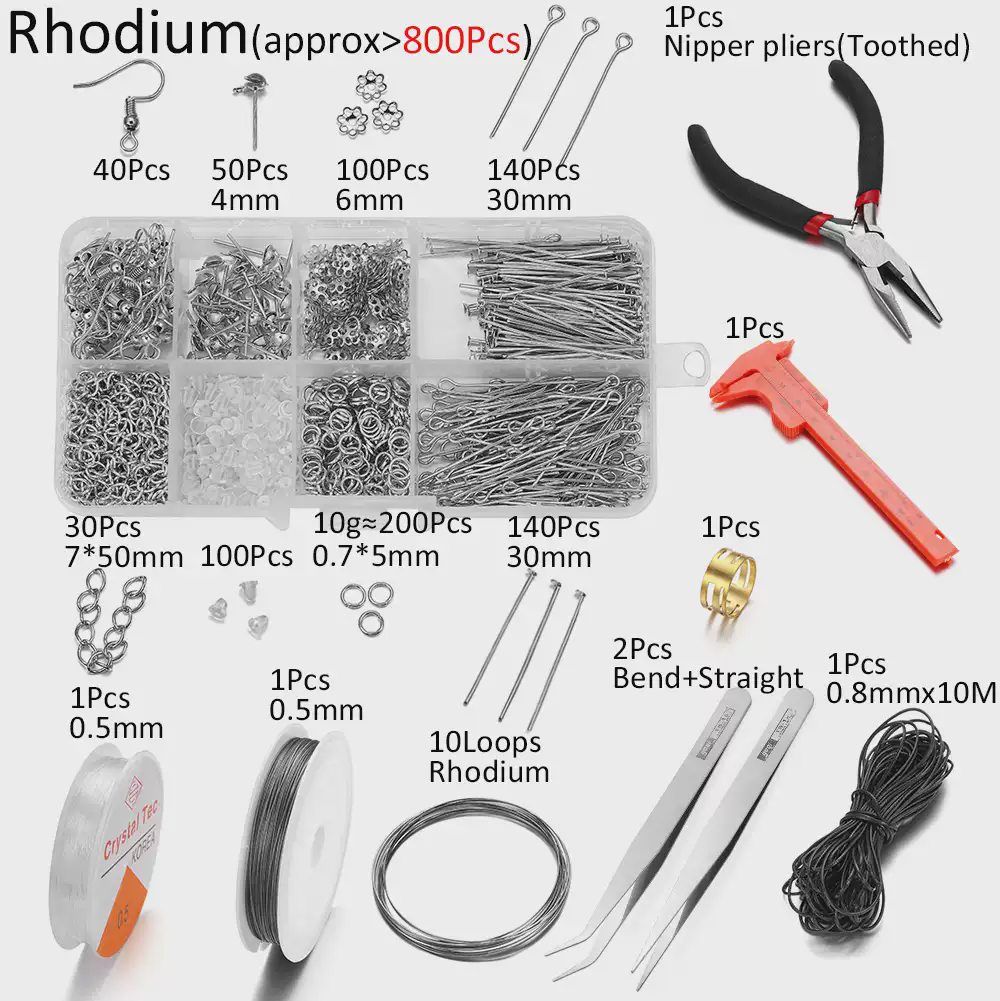 Rhodium(approx>800Pcs)
1Pcs
Nipper pliers(Toothed)
40Pcs
50Pcs
4mm
100Pcs
6mm
140Pcs
30mm
1Pcs
30Pcs
7*50mm
100Pcs
10g≈200Pcs
0.7*5mm
140Pcs
30mm
1Pcs
2Pcs
Bend+Straight
1Pcs
0.8mmx10M
1Pcs
0.5mm
1Pcs
0.5mm
10Loops
Rhodium
Crystal Tec
KOREA
0.5